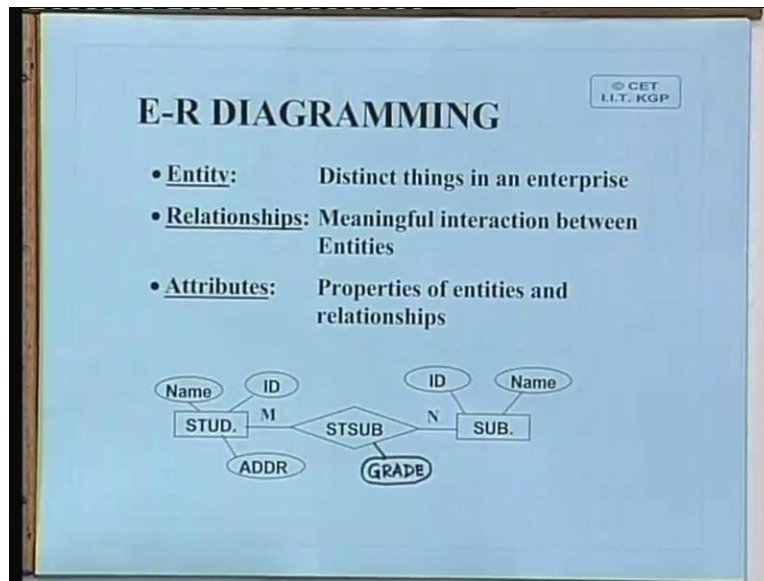 © CET
I.I.T. KGP
E-R DIAGRAMMING
• Entity: Distinct things in an enterprise
• Relationships: Meaningful interaction between
Entities
• Attributes: Properties of entities and
relationships
Name ID ID Name
STUD. M STSUB N SUB.
ADDR GRADE